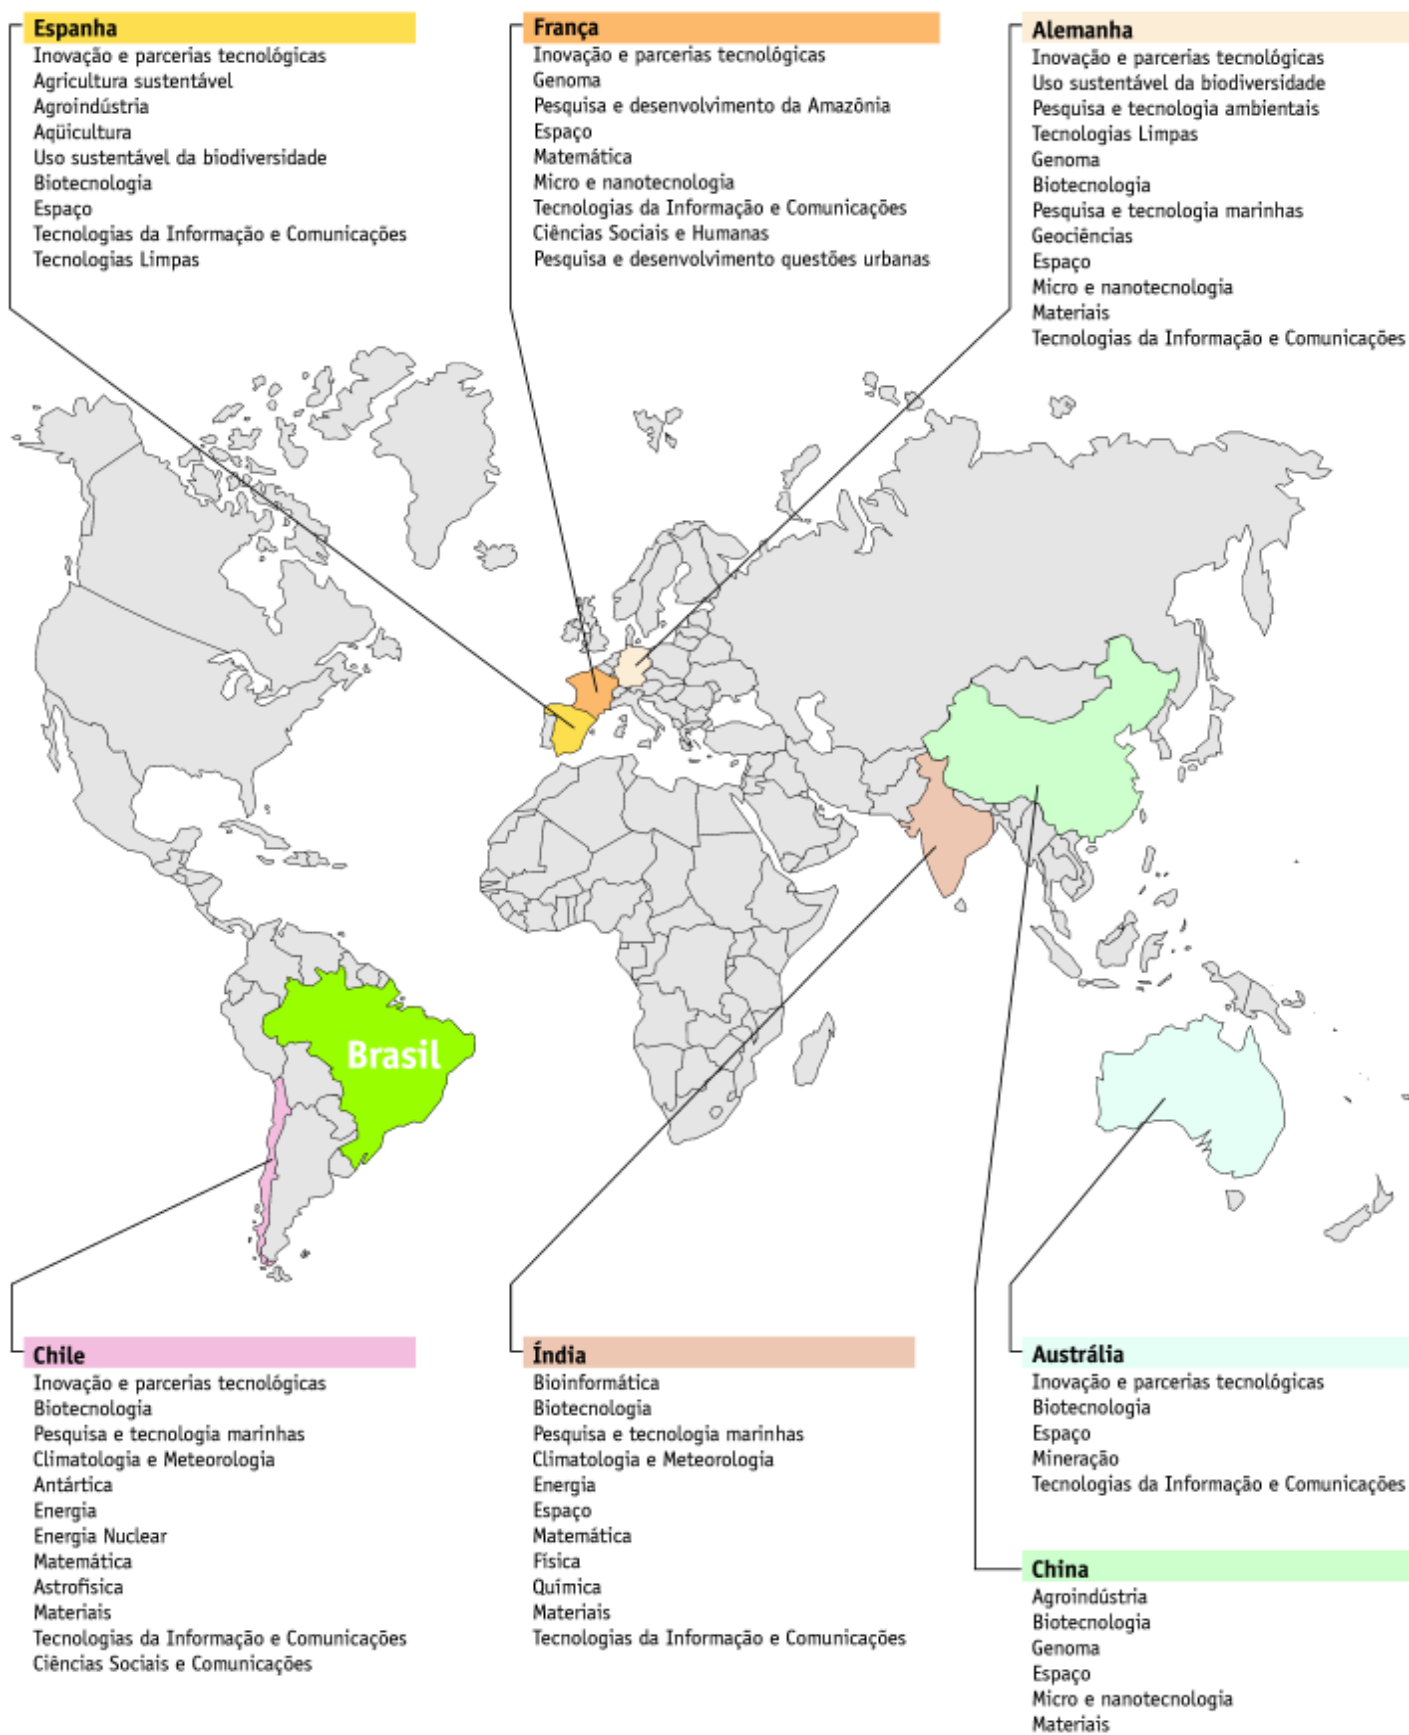 Espanha
Inovação e parcerias tecnológicas
Agricultura sustentável
Agroindústria
Aqüicultura
Uso sustentável da biodiversidade
Biotecnologia
Espaço
Tecnologias da Informação e Comunicações
Tecnologias Limpas
França
Inovação e parcerias tecnológicas
Genoma
Pesquisa e desenvolvimento da Amazônia
Espaço
Matemática
Micro e nanotecnologia
Tecnologias da Informação e Comunicações
Ciências Sociais e Humanas
Pesquisa e desenvolvimento questões urbanas
Alemanha
Inovação e parcerias tecnológicas
Uso sustentável da biodiversidade
Pesquisa e tecnologia ambientais
Tecnologias Limpas
Genoma
Biotecnologia
Pesquisa e tecnologia marinhas
Geociências
Espaço
Micro e nanotecnologia
Materiais
Tecnologias da Informação e Comunicações
Brasil
Chile
Inovação e parcerias tecnológicas
Biotecnologia
Pesquisa e tecnologia marinhas
Climatologia e Meteorologia
Antártica
Energia
Energia Nuclear
Matemática
Astrofísica
Materiais
Tecnologias da Informação e Comunicações
Ciências Sociais e Comunicações
Índia
Bioinformática
Biotecnologia
Pesquisa e tecnologia marinhas
Climatologia e Meteorologia
Energia
Espaço
Matemática
Física
Química
Materiais
Tecnologias da Informação e Comunicações
Austrália
Inovação e parcerias tecnológicas
Biotecnologia
Espaço
Mineração
Tecnologias da Informação e Comunicações
China
Agroindústria
Biotecnologia
Genoma
Espaço
Micro e nanotecnologia
Materiais